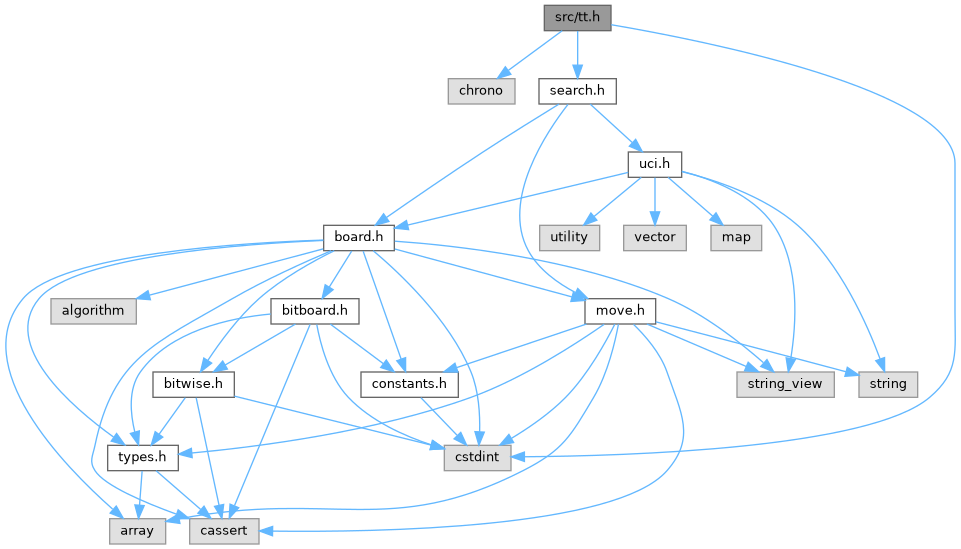 src/tt.h
chrono
search.h
uci.h
utility
vector
map
board.h
algorithm
bitboard.h
move.h
bitwise.h
constants.h
string_view
string
types.h
cstdint
array
cassert